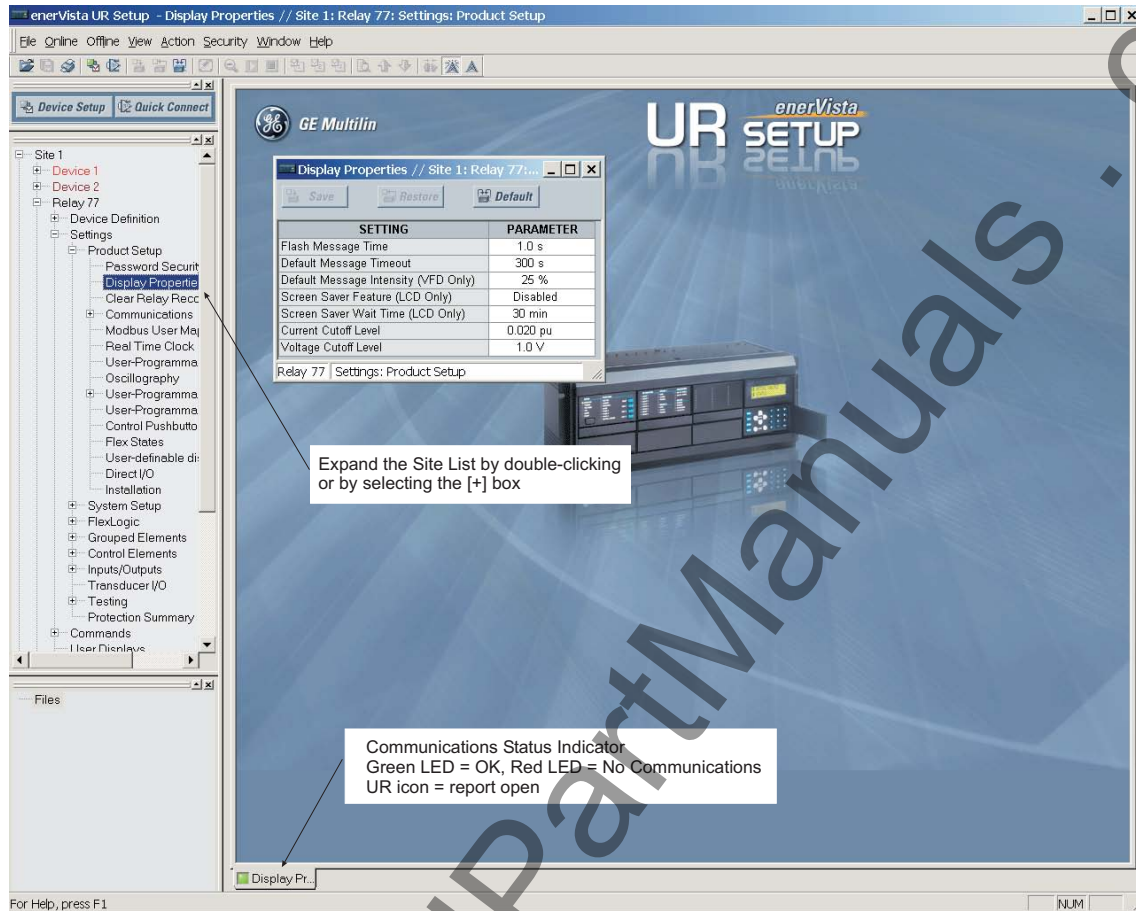 enerVista UR Setup - Display Properties // Site 1: Relay 77: Settings: Product Setup
File Online Offline View Action Security Window Help
Device Setup Quick Connect
Site 1
Device 1
Device 2
Relay 77
Device Definition
Settings
Product Setup
Password Securit
Display Propertie
Clear Relay Reco
Communications
Modbus User Map
Real Time Clock
User-Programma
Oscillography
User-Programma
User-Programma
Control Pushbutto
Flex States
User-definable di
Direct I/O
Installation
System Setup
FlexLogic
Grouped Elements
Control Elements
Inputs/Outputs
Transducer I/O
Testing
Protection Summary
Commands
User Displays
Files
GE Multilin
enerVista
UR SETUP
Display Properties // Site 1: Relay 77:...
Save Restore Default
SETTING PARAMETER
Flash Message Time 1.0 s
Default Message Timeout 300 s
Default Message Intensity (VFD Only) 25 %
Screen Saver Feature (LCD Only) Disabled
Screen Saver Wait Time (LCD Only) 30 min
Current Cutoff Level 0.020 pu
Voltage Cutoff Level 1.0 V
Relay 77 Settings: Product Setup
Expand the Site List by double-clicking
or by selecting the [+] box
Communications Status Indicator
Green LED = OK, Red LED = No Communications
UR icon = report open
Display Pr...
For Help, press F1
NUM